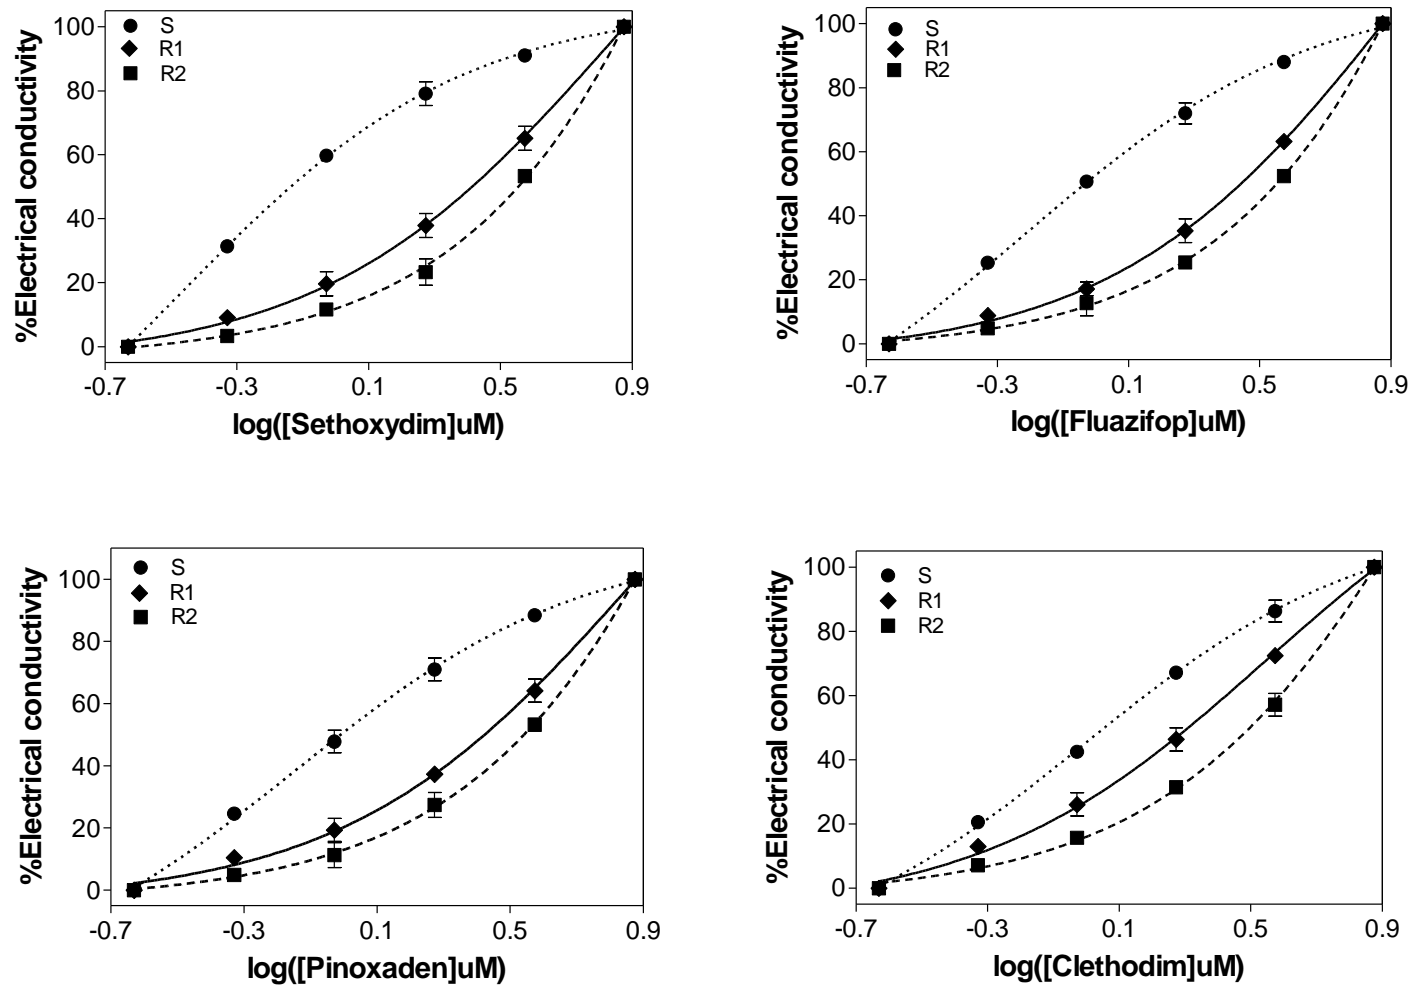 %Electrical conductivity
100
80
60
40
20
0
S
R1
R2
-0.7
-0.3
0.1
0.5
0.9
log([Sethoxydim]uM)
%Electrical conductivity
100
80
60
40
20
0
S
R1
R2
-0.7
-0.3
0.1
0.5
0.9
log([Fluazifop]uM)
%Electrical conductivity
100
80
60
40
20
0
S
R1
R2
-0.7
-0.3
0.1
0.5
0.9
log([Pinoxaden]uM)
%Electrical conductivity
100
80
60
40
20
0
S
R1
R2
-0.7
-0.3
0.1
0.5
0.9
log([Clethodim]uM)